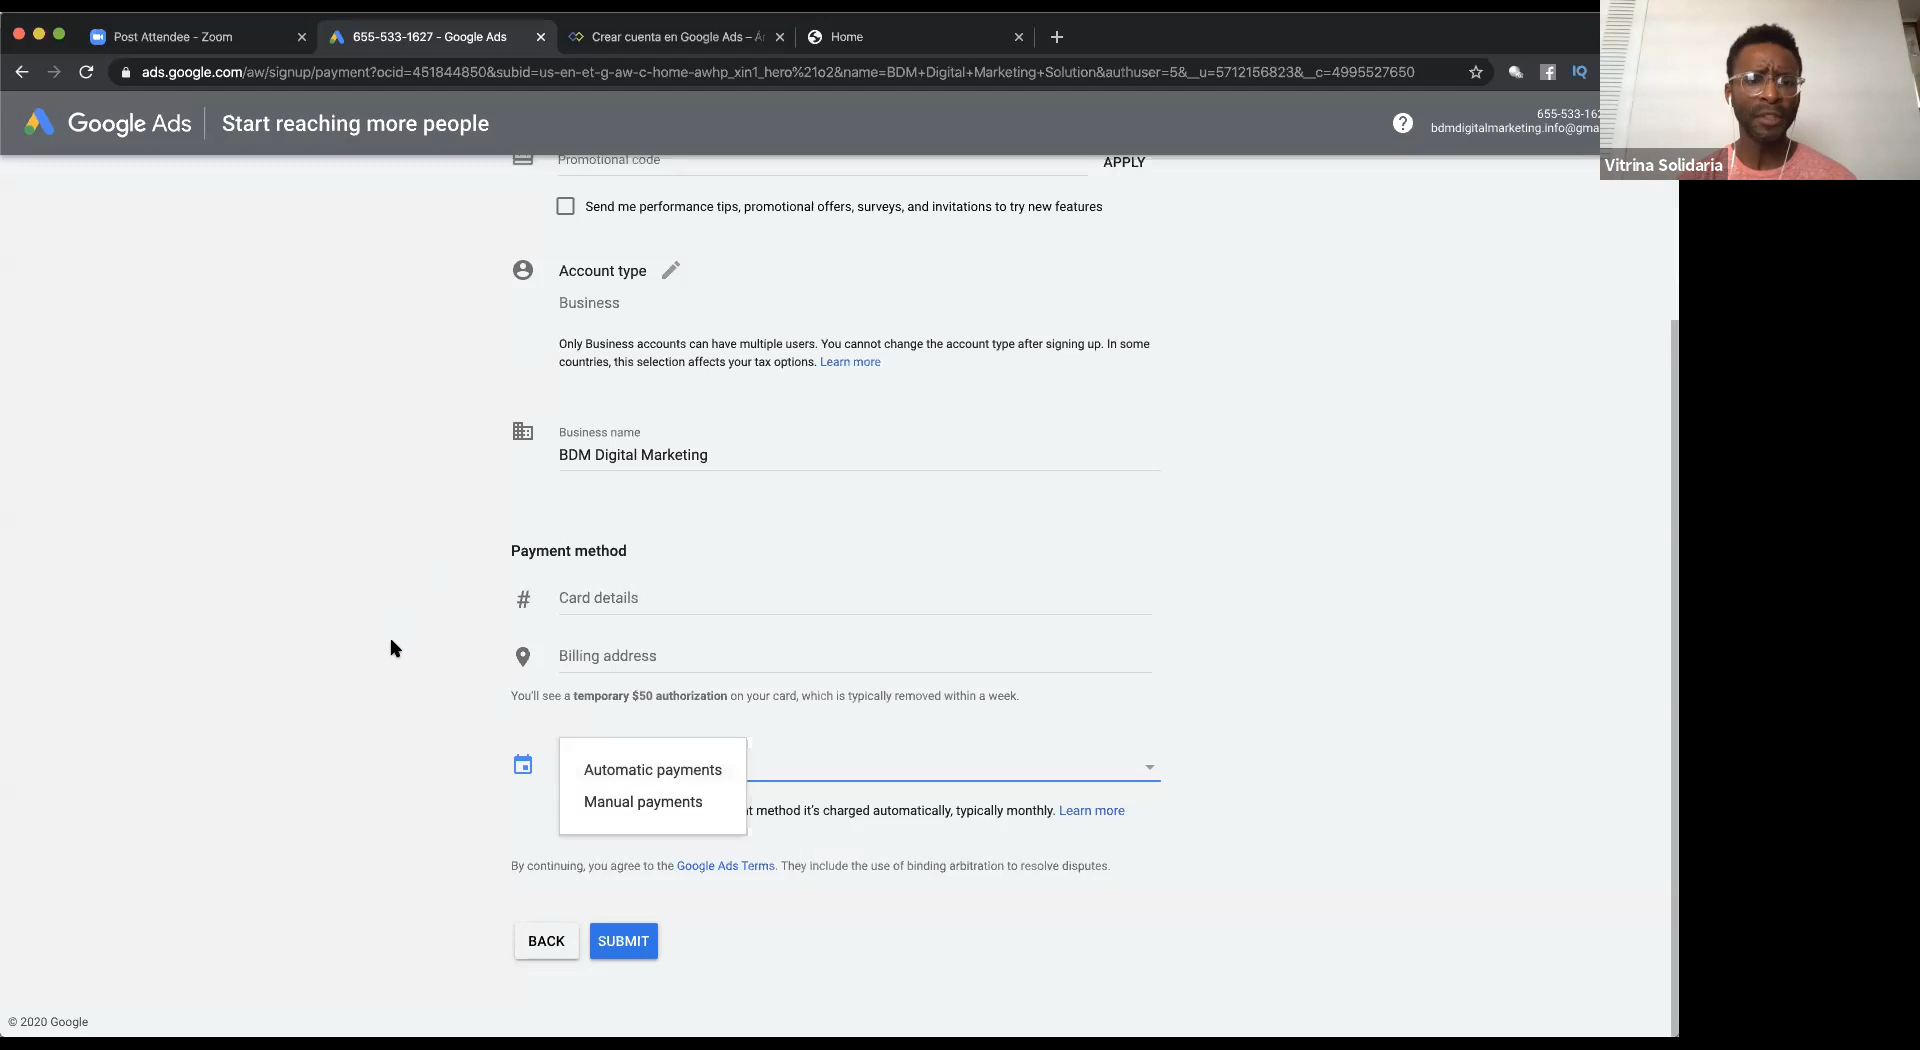 Post Attendee - Zoom
655-533-1627 - Google Ads
Crear cuenta en Google Ads –
Home
ads.google.com/aw/signup/payment?ocid=451844850&subid=us-en-et-g-aw-c-home-awhp_xin1_hero%21o2&name=BDM+Digital+Marketing+Solution&authuser=5&__u=5712156823&__c=4995527650
IQ
Google Ads
Start reaching more people
?
655-533-162
bdmdigitalmarketing.info@gma
Vitrina Solidaria
Promotional code
APPLY
Send me performance tips, promotional offers, surveys, and invitations to try new features
Account type
Business
Only Business accounts can have multiple users. You cannot change the account type after signing up. In some
countries, this selection affects your tax options. Learn more
Business name
BDM Digital Marketing
Payment method
# Card details
Billing address
You'll see a temporary $50 authorization on your card, which is typically removed within a week.
Automatic payments
Manual payments
method it's charged automatically, typically monthly. Learn more
By continuing, you agree to the Google Ads Terms. They include the use of binding arbitration to resolve disputes.
BACK
SUBMIT
© 2020 Google